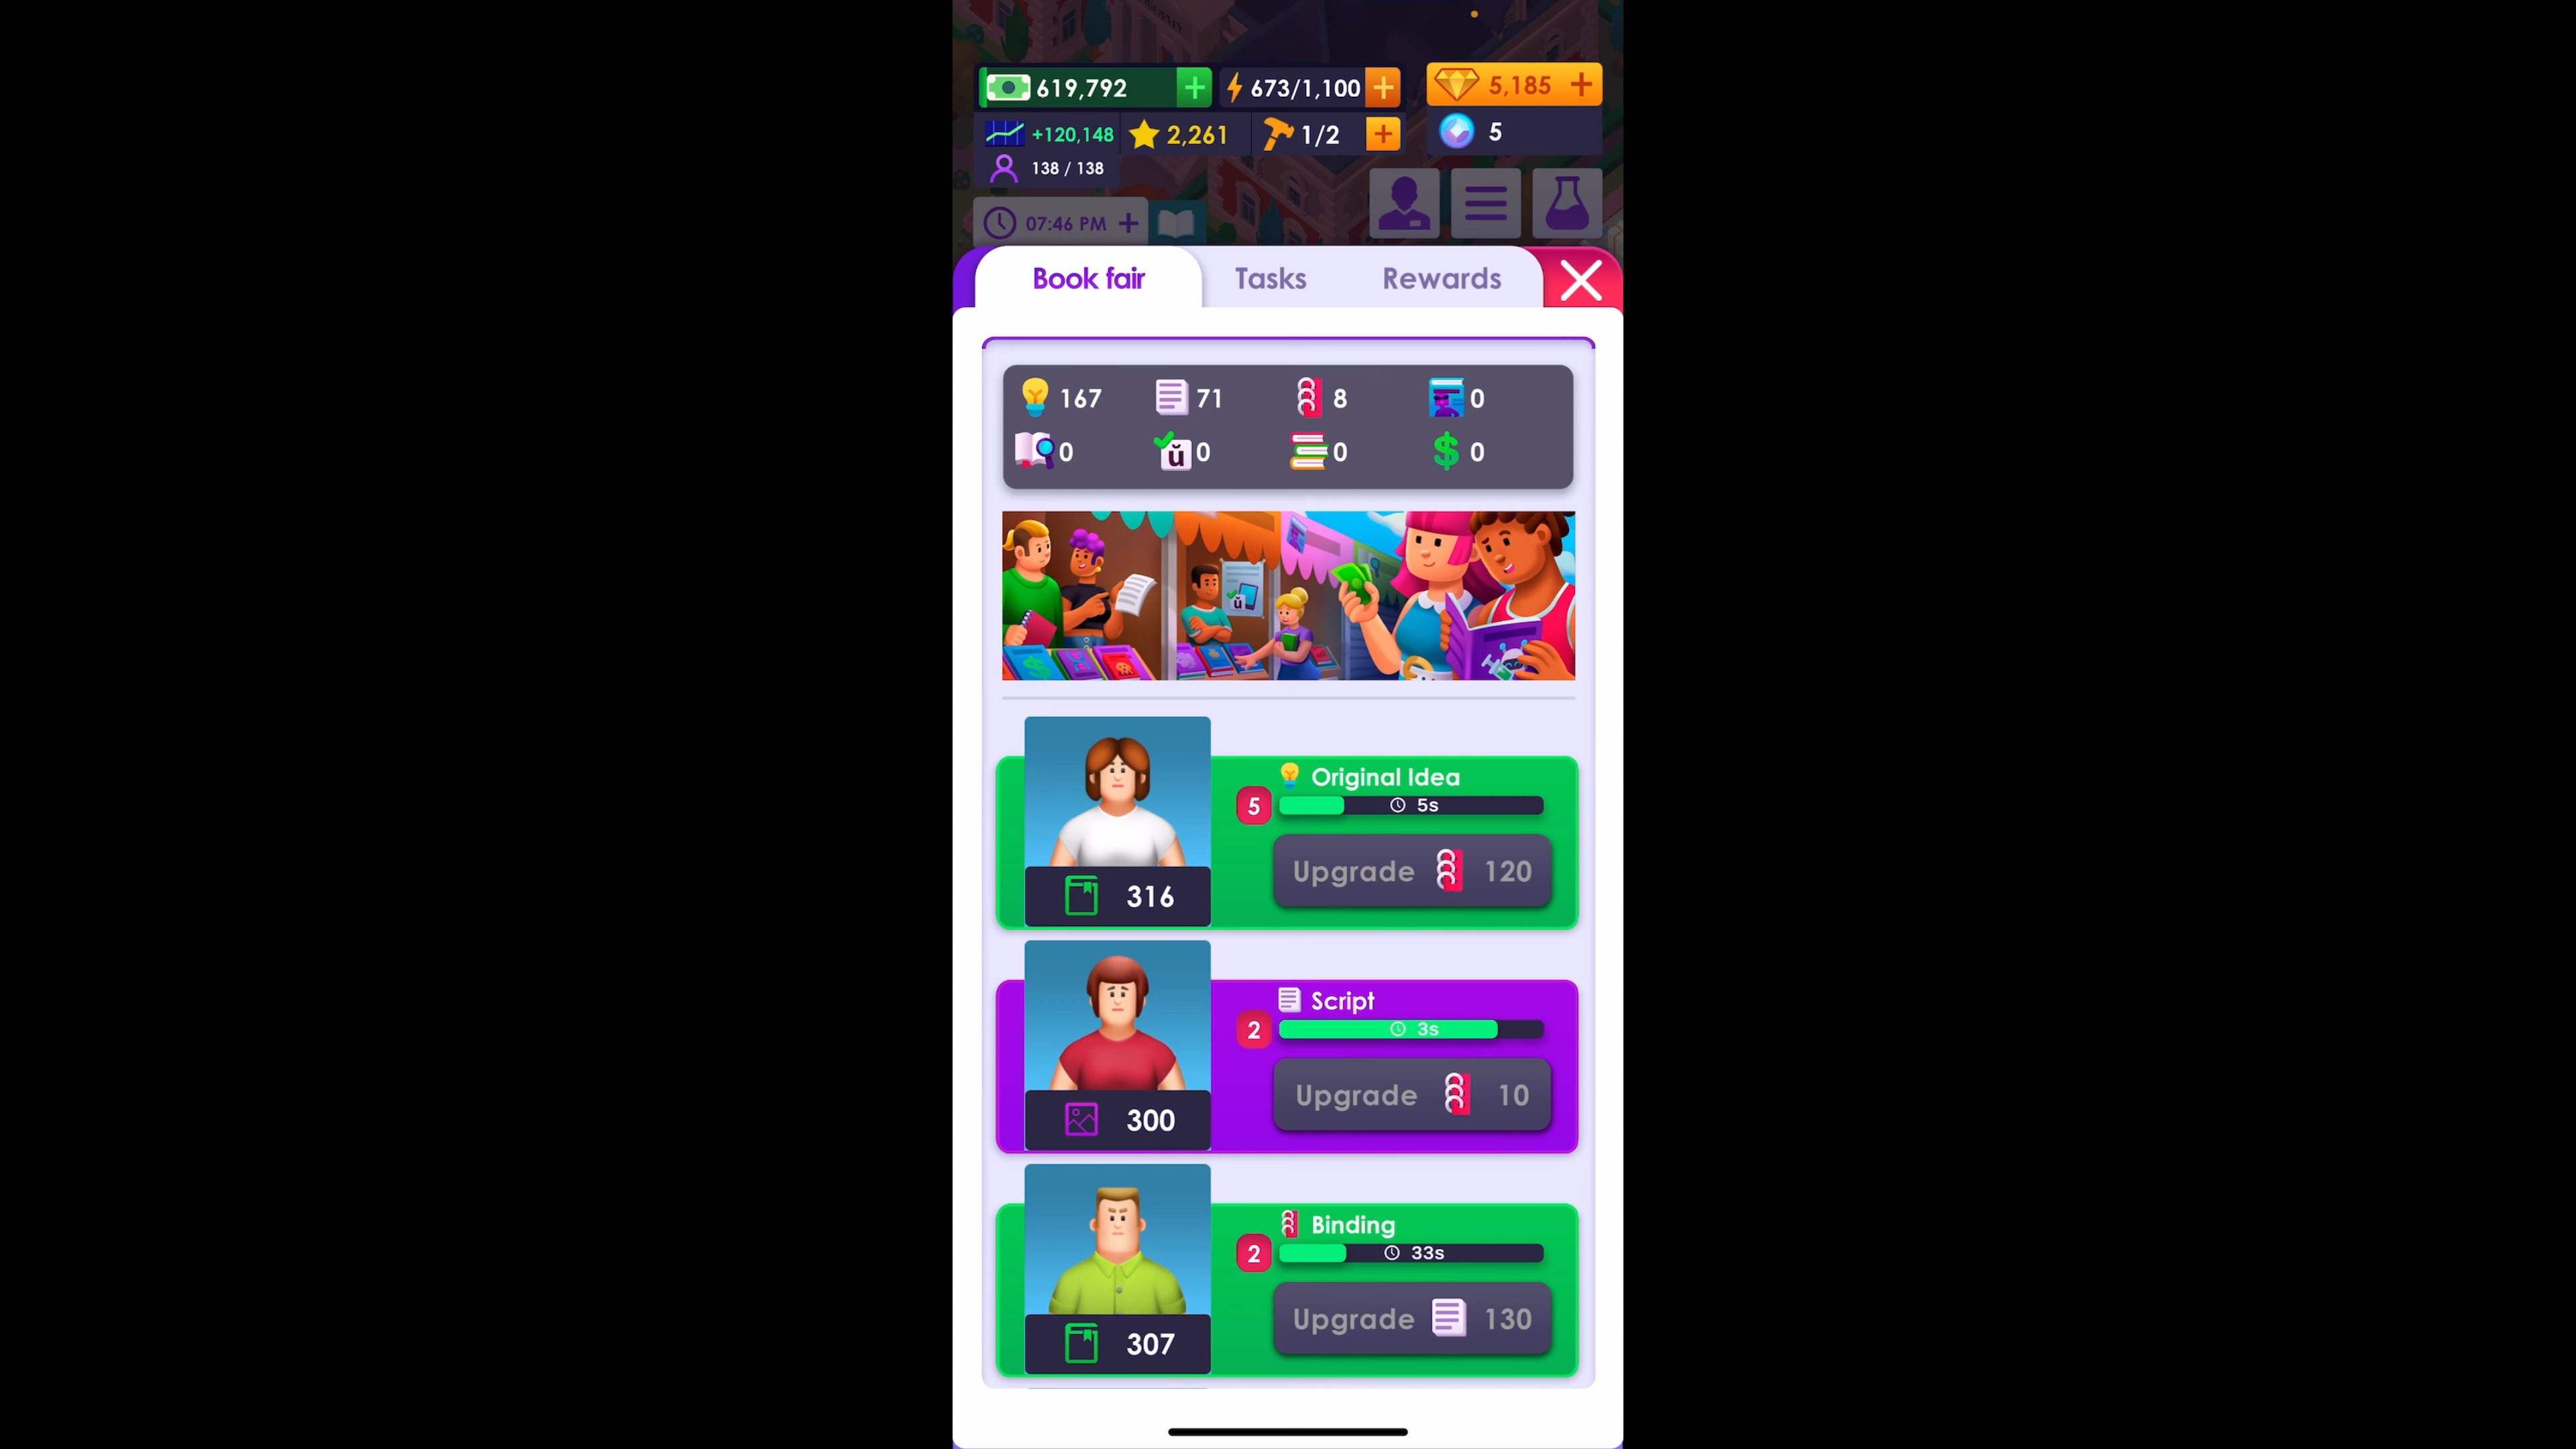 619,792 673/1,100 5,185
+120,148 2,261 1/2 5
138 / 138
07:46 PM
Book fair Tasks Rewards
167 71 8 0
0 ŭ 0 0 $ 0
Original Idea
5 5s
Upgrade 120
316
Script
2 3s
Upgrade 10
300
Binding
2 33s
Upgrade 130
307